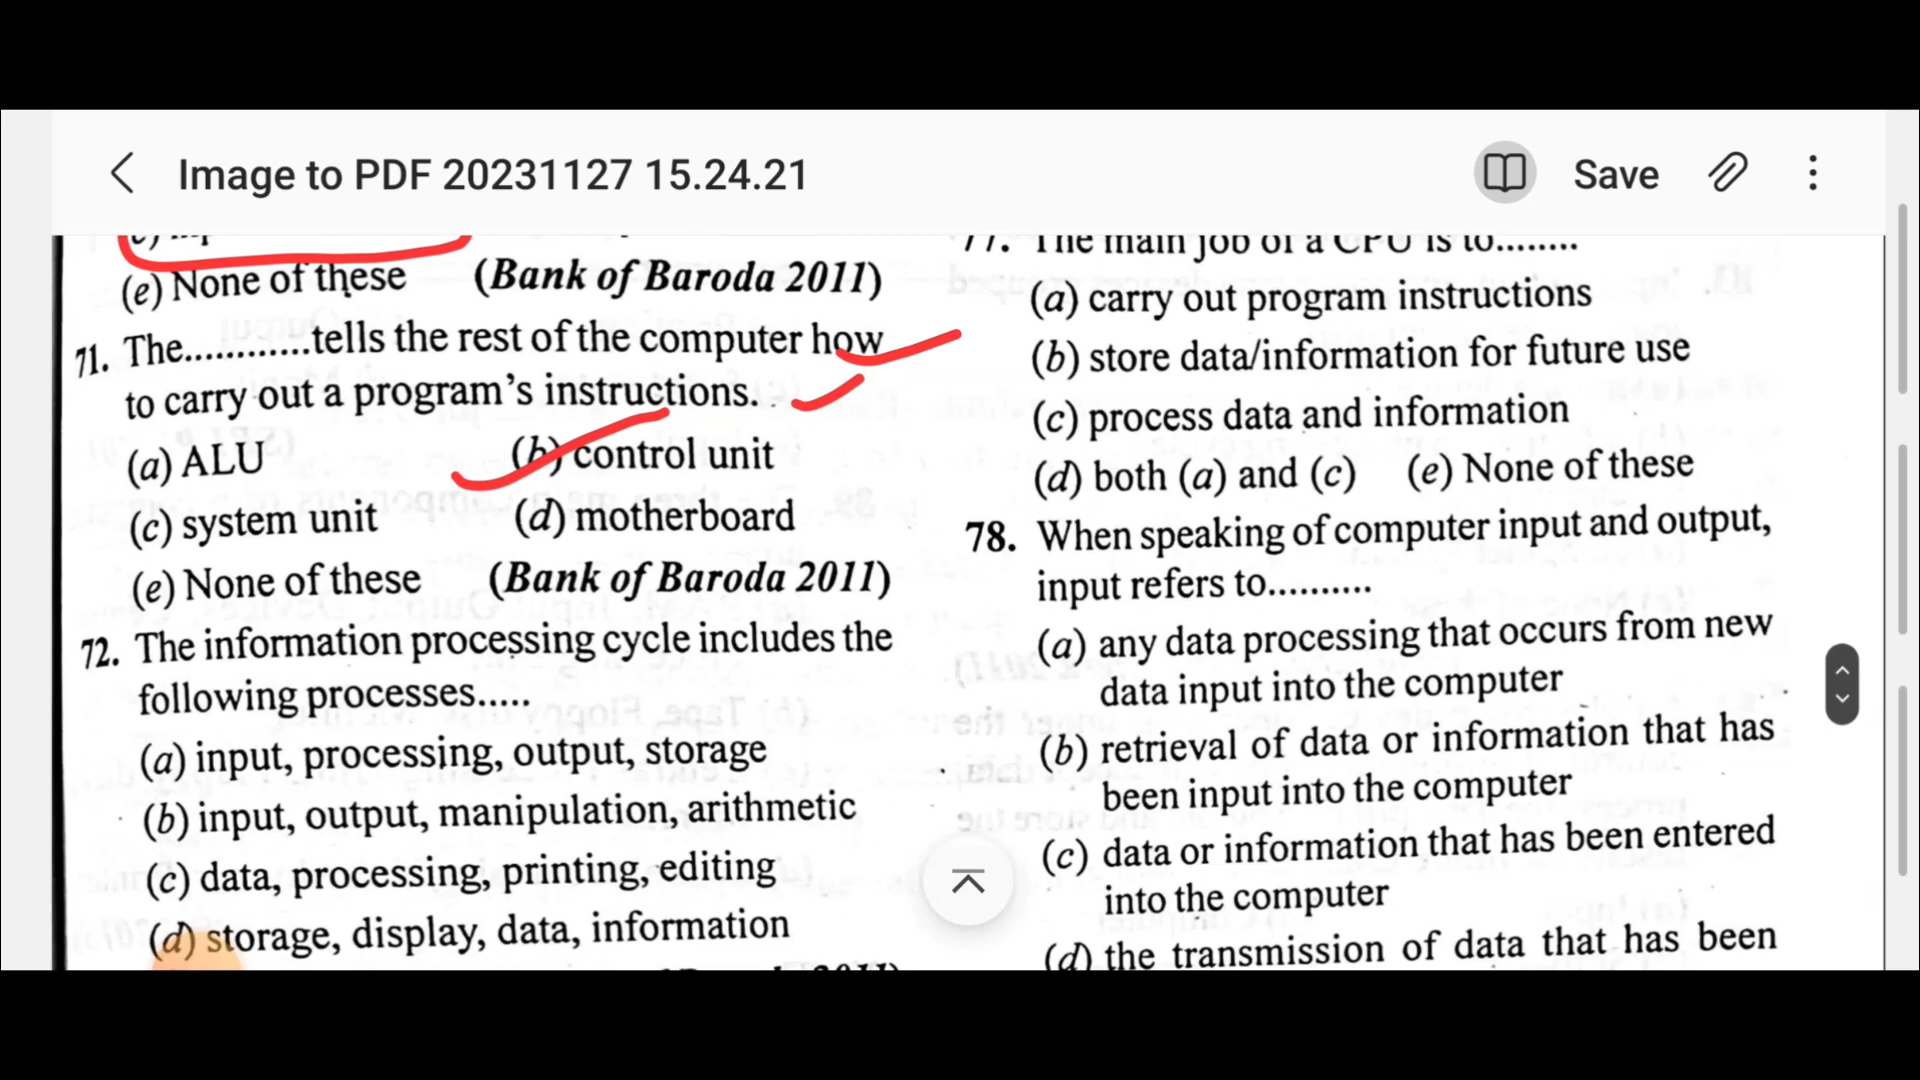 Image to PDF 20231127 15.24.21
Save
(e) None of these (Bank of Baroda 2011)
71. The............tells the rest of the computer how
to carry out a program's instructions.
(a) ALU (b) control unit
(c) system unit (d) motherboard
(e) None of these (Bank of Baroda 2011)
72. The information processing cycle includes the
following processes.....
(a) input, processing, output, storage
(b) input, output, manipulation, arithmetic
(c) data, processing, printing, editing
(d) storage, display, data, information
77. The main job of a CPU is to........
(a) carry out program instructions
(b) store data/information for future use
(c) process data and information
(d) both (a) and (c) (e) None of these
78. When speaking of computer input and output,
input refers to..........
(a) any data processing that occurs from new
data input into the computer
(b) retrieval of data or information that has
been input into the computer
(c) data or information that has been entered
into the computer
(d) the transmission of data that has been